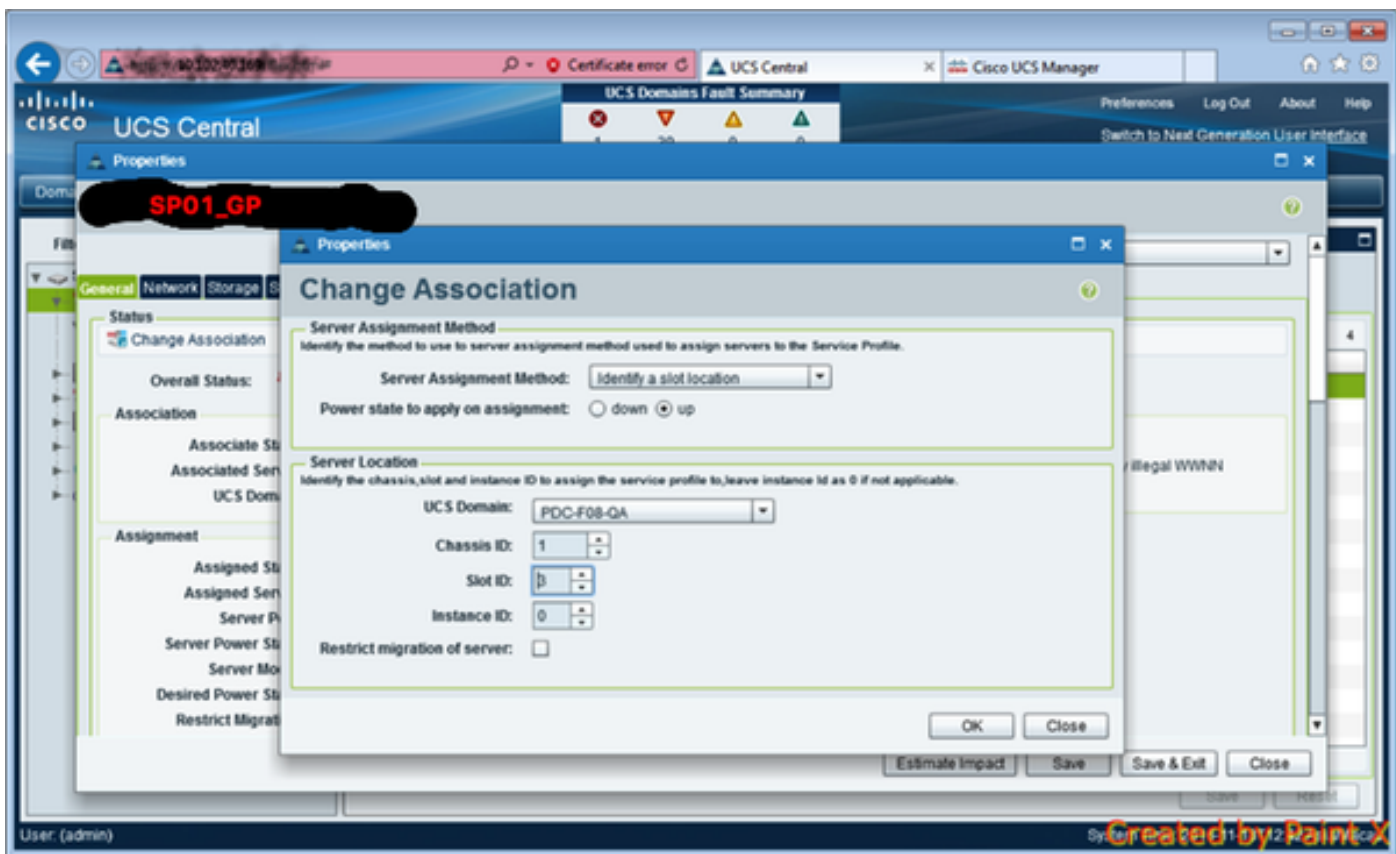 Certificate error
UCS Central
Cisco UCS Manager
CISCO
UCS Central
UCS Domains Fault Summary
Preferences
Log Out
About
Help
Switch to Next Generation User Interface
Properties
SP01_GP
Properties
General
Network
Storage
Change Association
Status
Change Association
Server Assignment Method
Identify the method to use to server assignment method used to assign servers to the Service Profile.
Server Assignment Method:
Identify a slot location
Overall Status:
Power state to apply on assignment:
down
up
Association
Associate
Associated
UCS
Server Location
Identify the chassis,slot and instance ID to assign the service profile to,leave instance Id as 0 if not applicable.
illegal WWNN
UCS Domain:
PDC-F08-QA
Assignment
Chassis ID:
1
Assigned
Slot ID:
3
Assigned
Instance ID:
0
Server
Server Power
Restrict migration of server:
Server
Desired Power
Restrict
OK
Close
Estimate Impact
Save
Save & Exit
Close
Save
Reset
User: (admin)
Created by Paint X